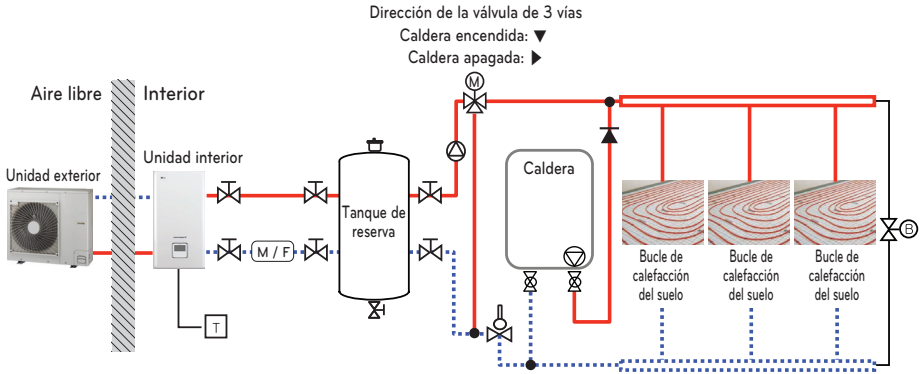 Dirección de la válvula de 3 vías
Caldera encendida: ▼
Caldera apagada: ▶
Aire libre
Interior
M
Unidad exterior
Unidad interior
Caldera
Tanque de
reserva
M / F
T
B
Bucle de
calefacción
del suelo
Bucle de
calefacción
del suelo
Bucle de
calefacción
del suelo